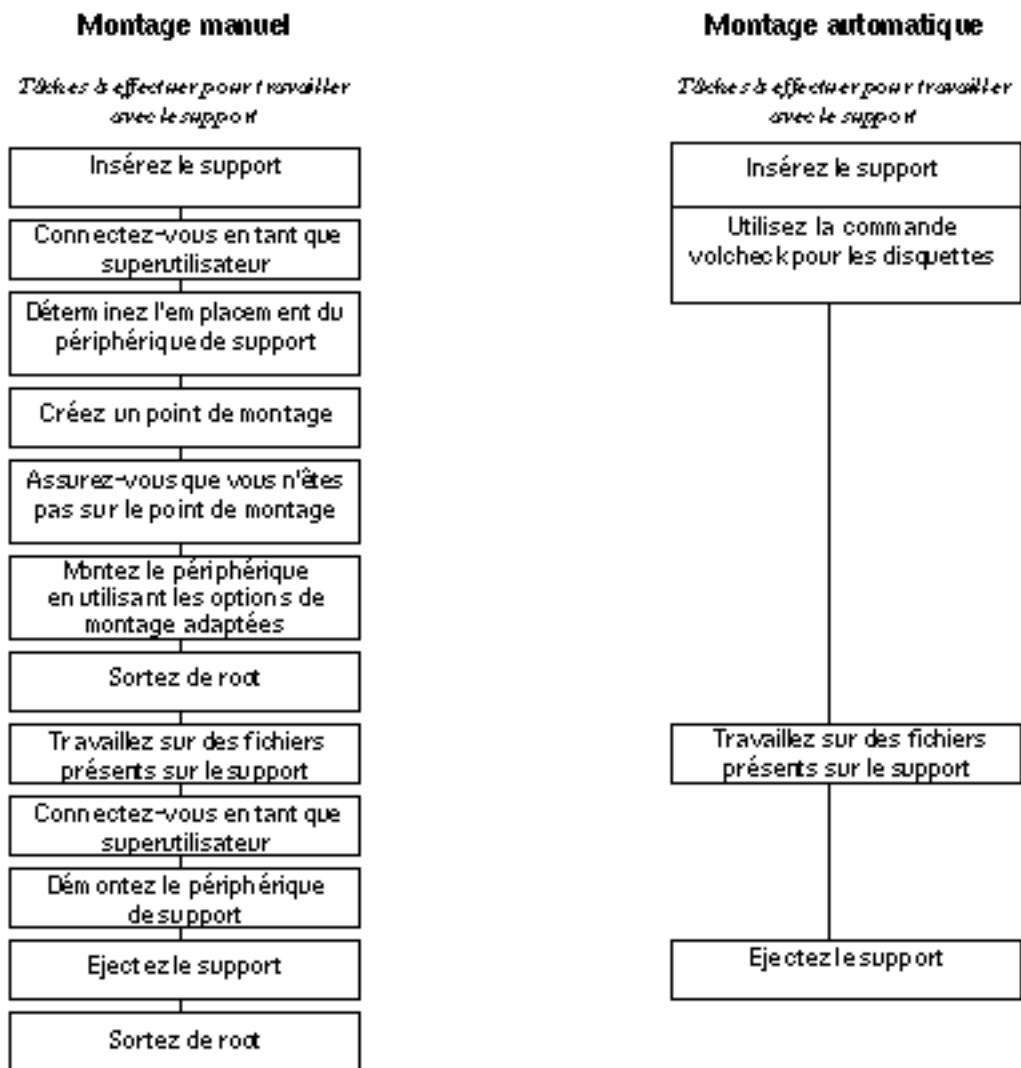 Montage manuel
Tâches à effectuer pour travailler
avec le support
Insérez le support
Connectez-vous en tant que
superutilisateur
Déterminez l'emplacement du
périphérique de support
Créez un point de montage
Assurez-vous que vous n'êtes
pas sur le point de montage
Montez le périphérique
en utilisant les options de
montage adaptées
Sortez de root
Travaillez sur des fichiers
présents sur le support
Connectez-vous en tant que
superutilisateur
Démontez le périphérique
de support
Ejectez le support
Sortez de root
Montage automatique
Tâches à effectuer pour travailler
avec le support
Insérez le support
Utilisez la commande
volcheck pour les disquettes
Travaillez sur des fichiers
présents sur le support
Ejectez le support